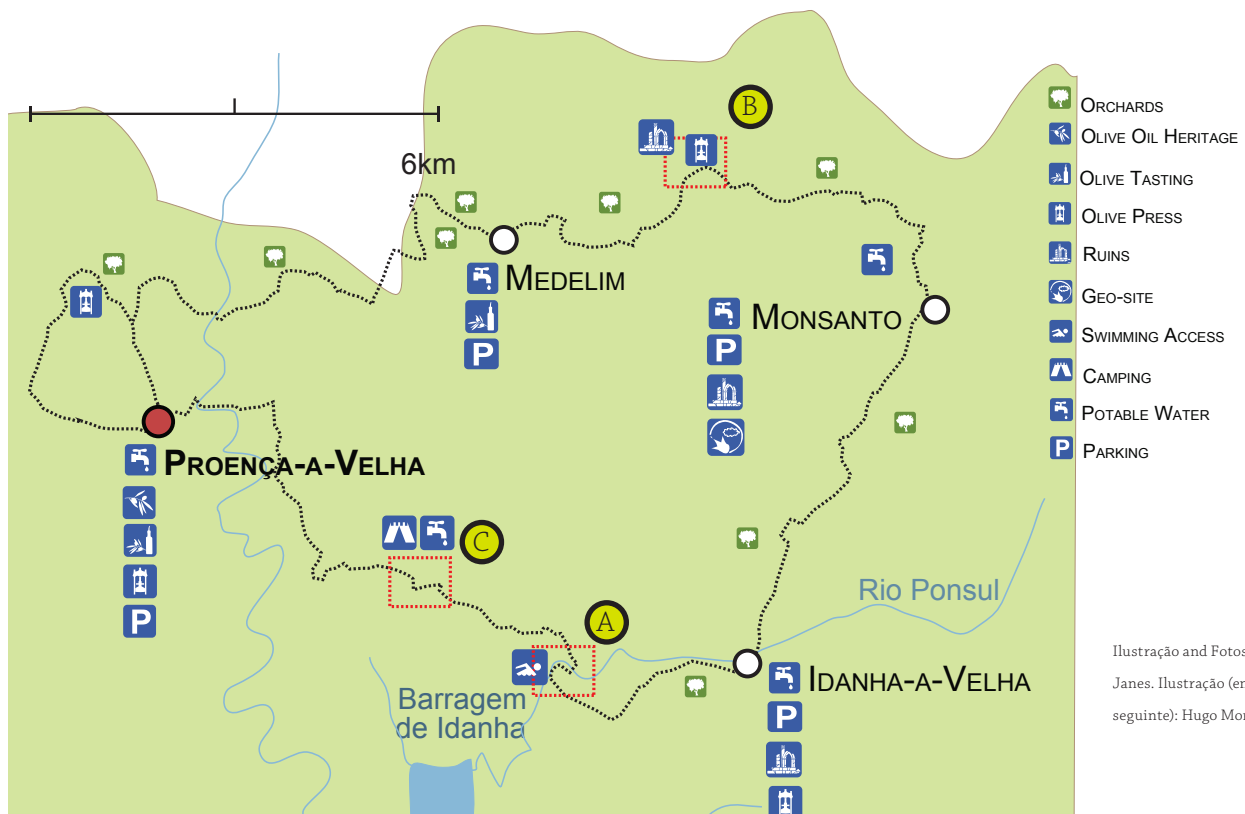 B
6km
ORCHARDS
OLIVE OIL HERITAGE
OLIVE TASTING
OLIVE PRESS
RUINS
GEO-SITE
SWIMMING ACCESS
CAMPING
POTABLE WATER
P PARKING
MEDELIM
P
MONSANTO
P
PROENÇA-A-VELHA
P
C
A
Rio Ponsul
Barragem
de Idanha
IDANHA-A-VELHA
P
Ilustração and Fotos
Janes. Ilustração (e
seguinte): Hugo Mo